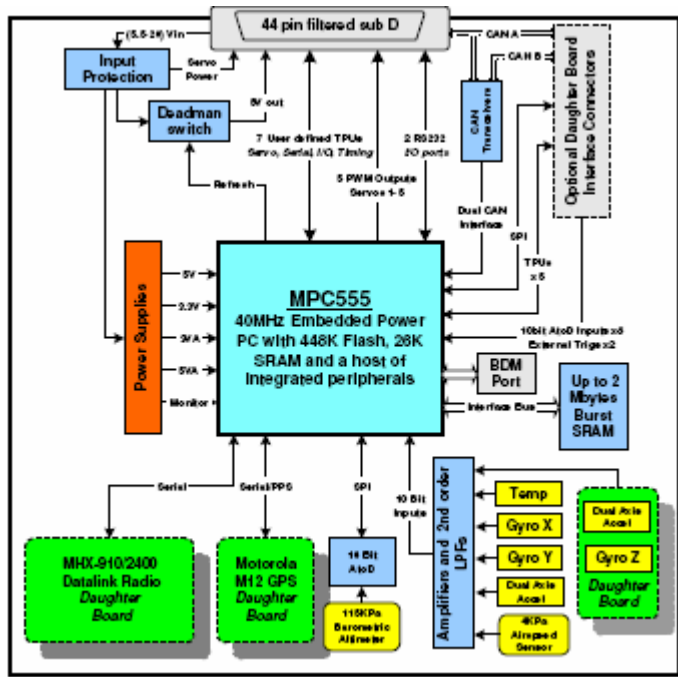 44 pin filtered sub D
(5.5-28) Vin
CAN A
CAN B
Input
Protection
Servo
Power
5V out
Deadman
switch
CAN
Transceivers
Optional Daughter Board
Interface Connectors
7 User defined TPUs
Servo, Serial, I/O, Timing
2 RS232
I/O ports
5 PWM Outputs
Servos 1-5
Refresh
Dual CAN
Interface
SPI
TPUs
x 5
Power Supplies
5V
3.3V
3VA
5VA
Monitor
MPC555
40MHz Embedded Power
PC with 448K Flash, 26K
SRAM and a host of
Integrated peripherals
10bit AtoD Inputs x8
External Trigs x2
BDM
Port
Interface Bus
Up to 2
Mbytes
Burst
SRAM
Serial
Serial/PPS
SPI
10 Bit
Inputs
Amplifiers and 2nd order
LPFs
Temp
Gyro X
Gyro Y
Dual Axis
Accel
4KPa
Airspeed
Sensor
Dual Axis
Accel
Gyro Z
Daughter
Board
MHX-910/2400
Datalink Radio
Daughter
Board
Motorola
M12 GPS
Daughter
Board
16 Bit
AtoD
115KPa
Barometric
Altimeter